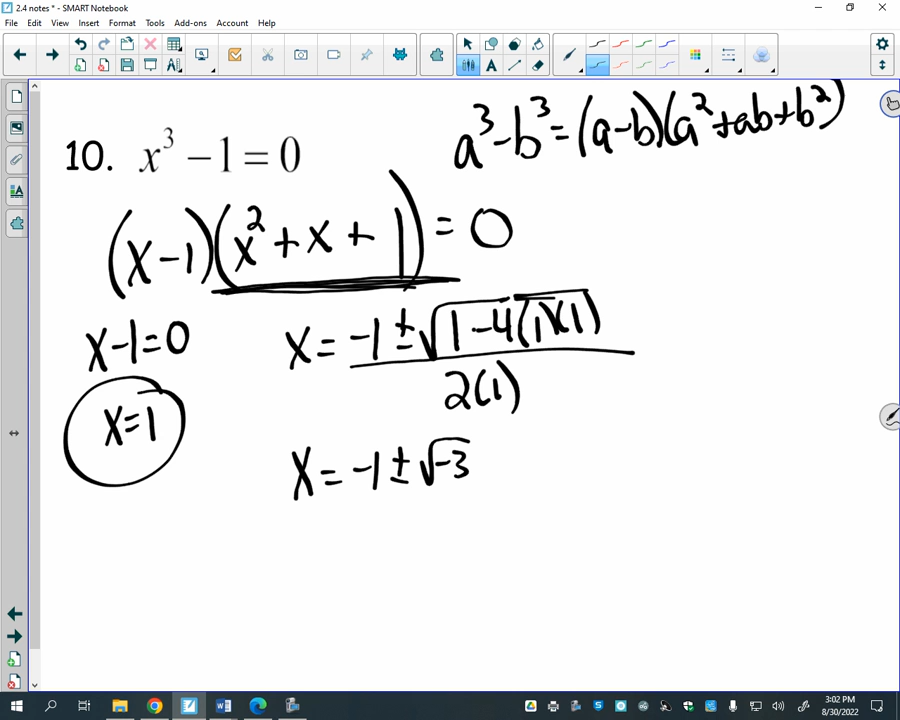 2.4 notes * - SMART Notebook
File Edit View Insert Format Tools Add-ons Account Help
a³-b³=(a-b)(a²+ab+b²)
10. x³ − 1 = 0
(x-1)(x²+x+1)=0
x-1=0
x = -1 ± √1-4(1)(1)
2(1)
x=1
x = -1 ± √-3
3:02 PM
8/30/2022